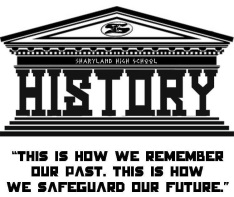 SHARYLAND HIGH SCHOOL
HISTORY
“THIS IS HOW WE REMEMBER
OUR PAST. THIS IS HOW
WE SAFEGUARD OUR FUTURE.”